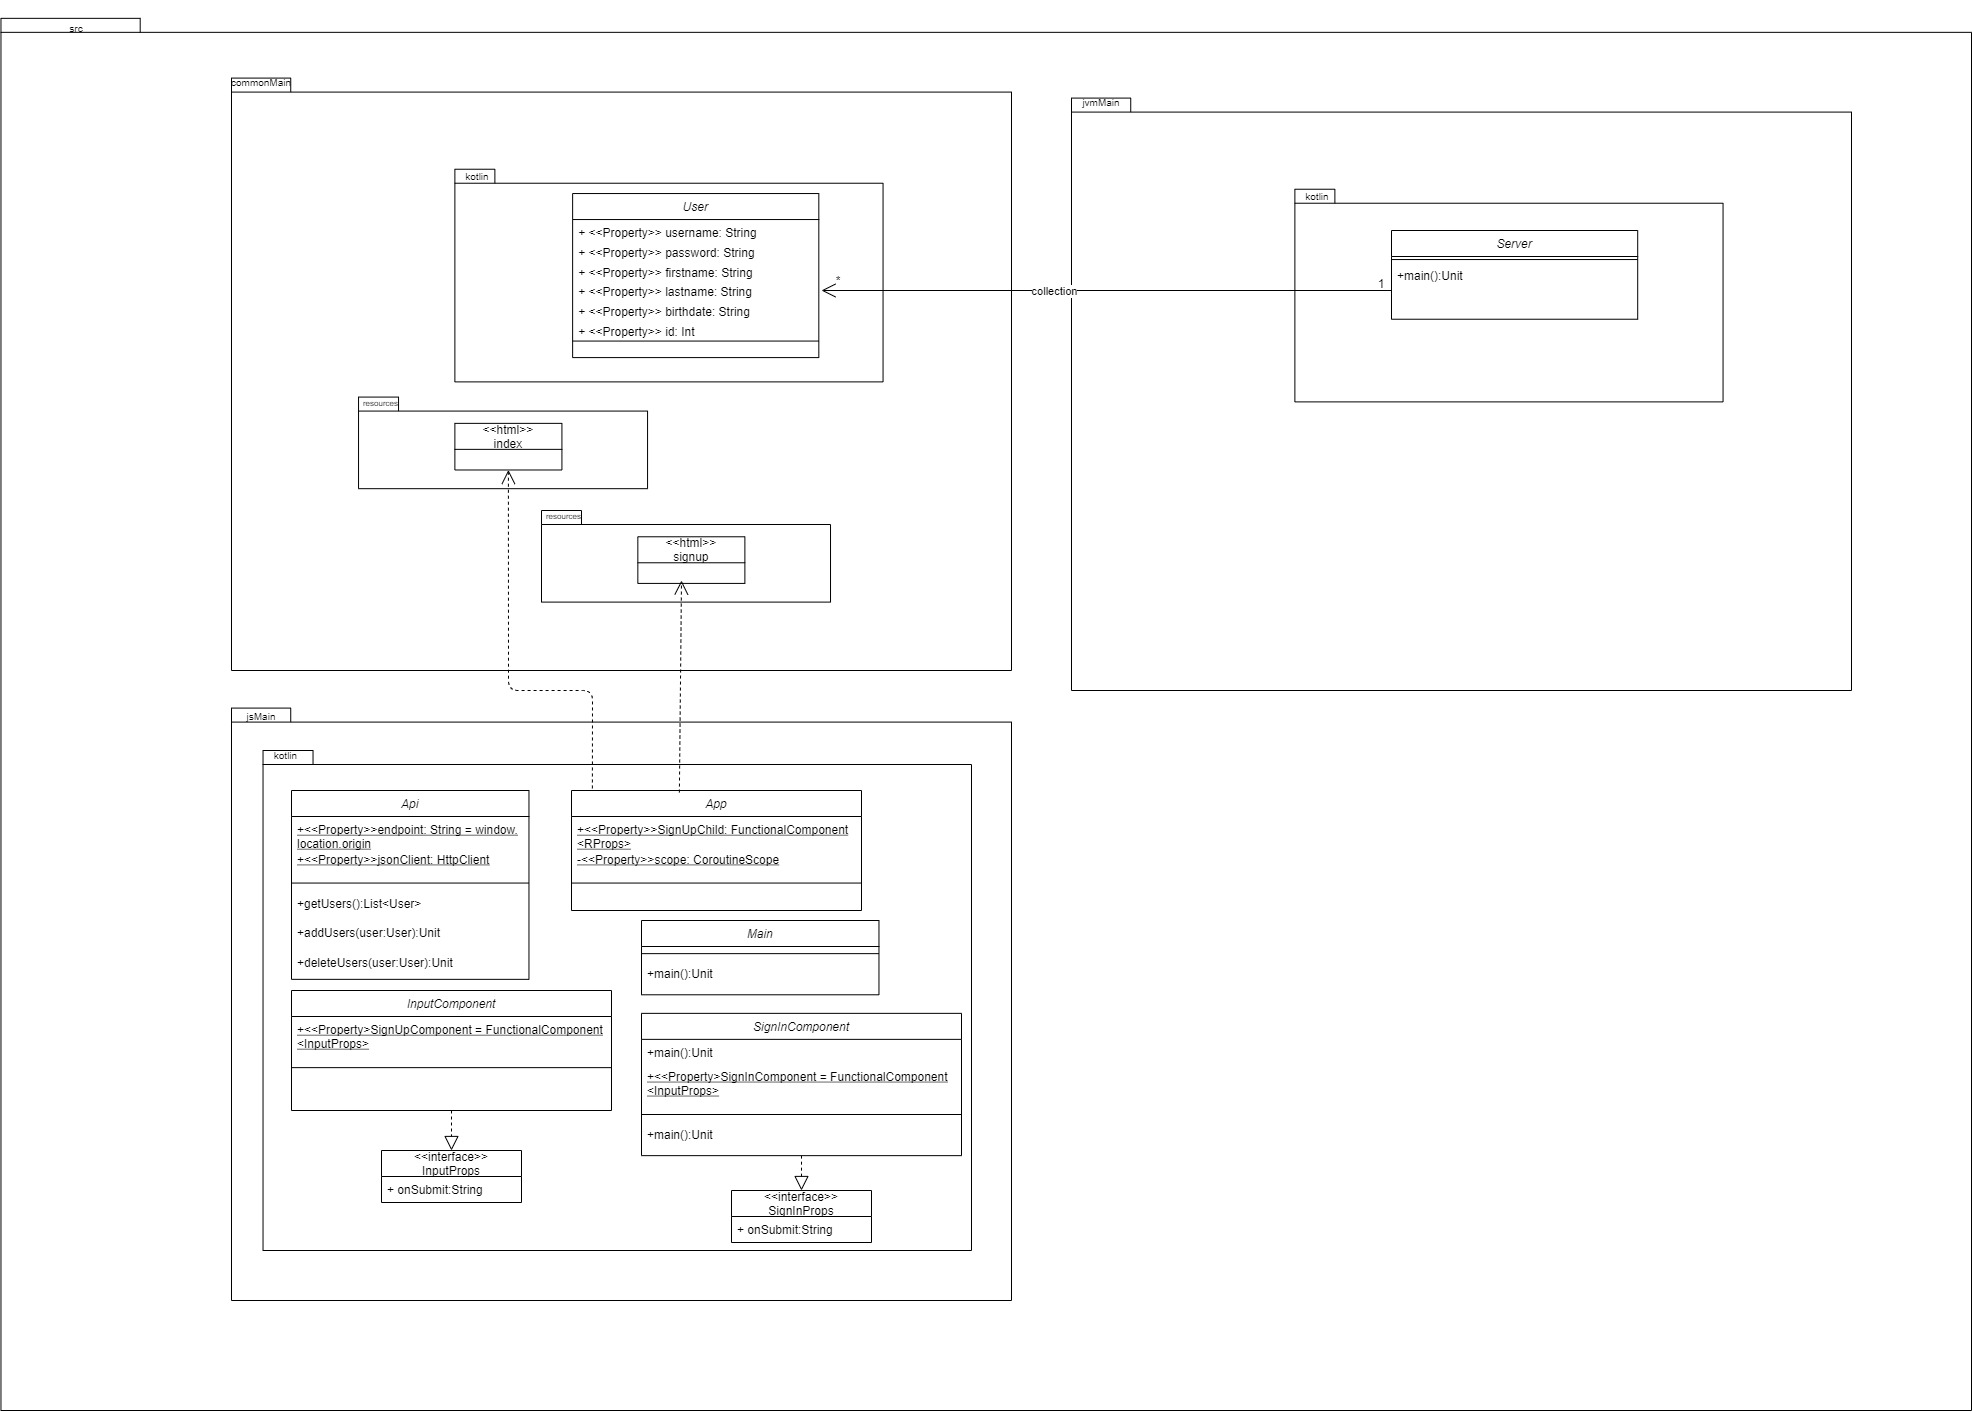 src
commonMain
jvmMain
kotlin
User
+ <<Property>> username: String
+ <<Property>> password: String
+ <<Property>> firstname: String
+ <<Property>> lastname: String
+ <<Property>> birthdate: String
+ <<Property>> id: Int
*
collection
1
kotlin
Server
+main():Unit
resources
<<html>>
index
resources
<<html>>
signup
jsMain
kotlin
Api
+<<Property>>endpoint: String = window.
location.origin
+<<Property>>jsonClient: HttpClient
+getUsers():List<User>
+addUsers(user:User):Unit
+deleteUsers(user:User):Unit
App
+<<Property>>SignUpChild: FunctionalComponent
<RProps>
-<<Property>>scope: CoroutineScope
Main
+main():Unit
InputComponent
+<<Property>SignUpComponent = FunctionalComponent
<InputProps>
SignInComponent
+main():Unit
+<<Property>SignInComponent = FunctionalComponent
<InputProps>
+main():Unit
<<interface>>
InputProps
+ onSubmit:String
<<interface>>
SignInProps
+ onSubmit:String